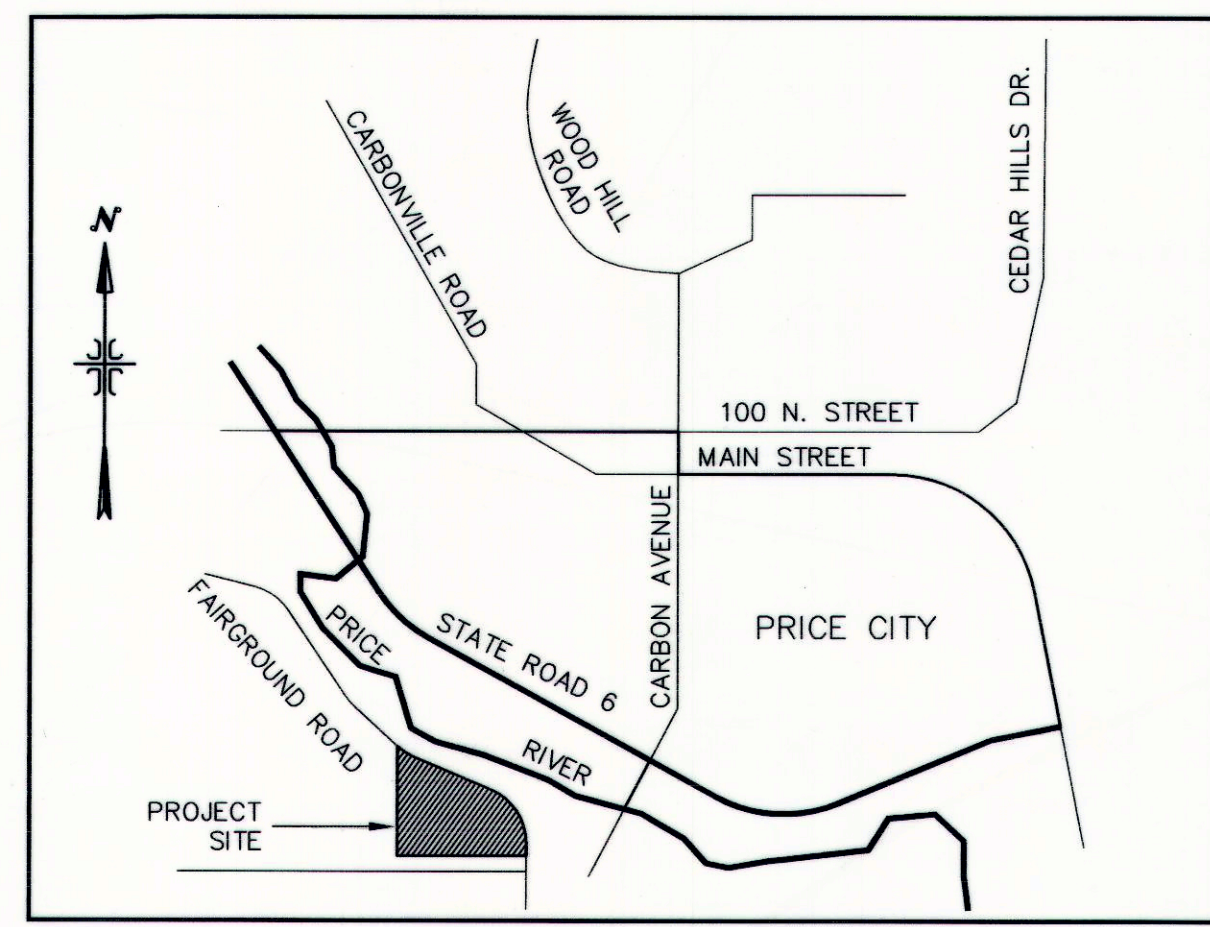 N
CARBONVILLE ROAD
WOOD HILL
ROAD
CEDAR HILLS DR.
100 N. STREET
MAIN STREET
CARBON AVENUE
PRICE CITY
STATE ROAD 6
PRICE
RIVER
FAIRGROUND ROAD
PROJECT
SITE